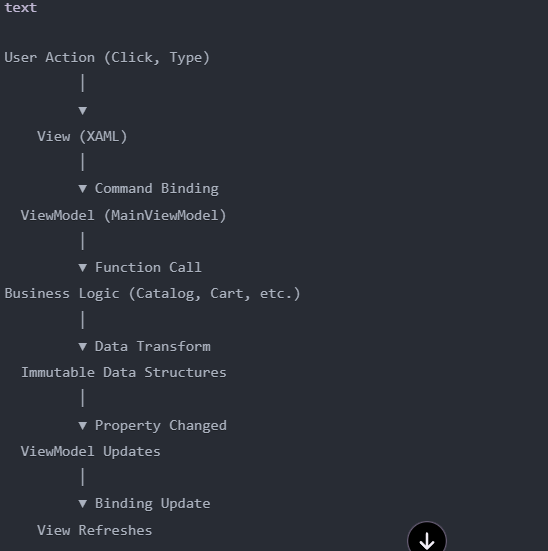 text
User Action (Click, Type)
│
▼
View (XAML)
│
▼ Command Binding
ViewModel (MainViewModel)
│
▼ Function Call
Business Logic (Catalog, Cart, etc.)
│
▼ Data Transform
Immutable Data Structures
│
▼ Property Changed
ViewModel Updates
│
▼ Binding Update
View Refreshes